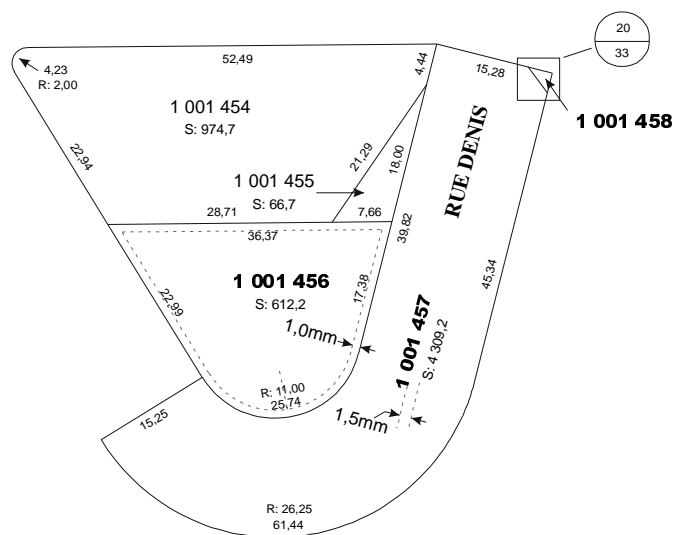 20
33
52,49
4,44
15,28
4,23
R: 2,00
1 001 454
S: 974,7
1 001 458
RUE DENIS
22,94
21,29
18,00
1 001 455
S: 66,7
28,71
7,66
36,37
39,82
45,34
1 001 456
S: 612,2
22,99
17,38
1 001 457
S: 4 309,2
1,0mm
R: 11,00
25,74
15,25
1,5mm
R: 26,25
61,44